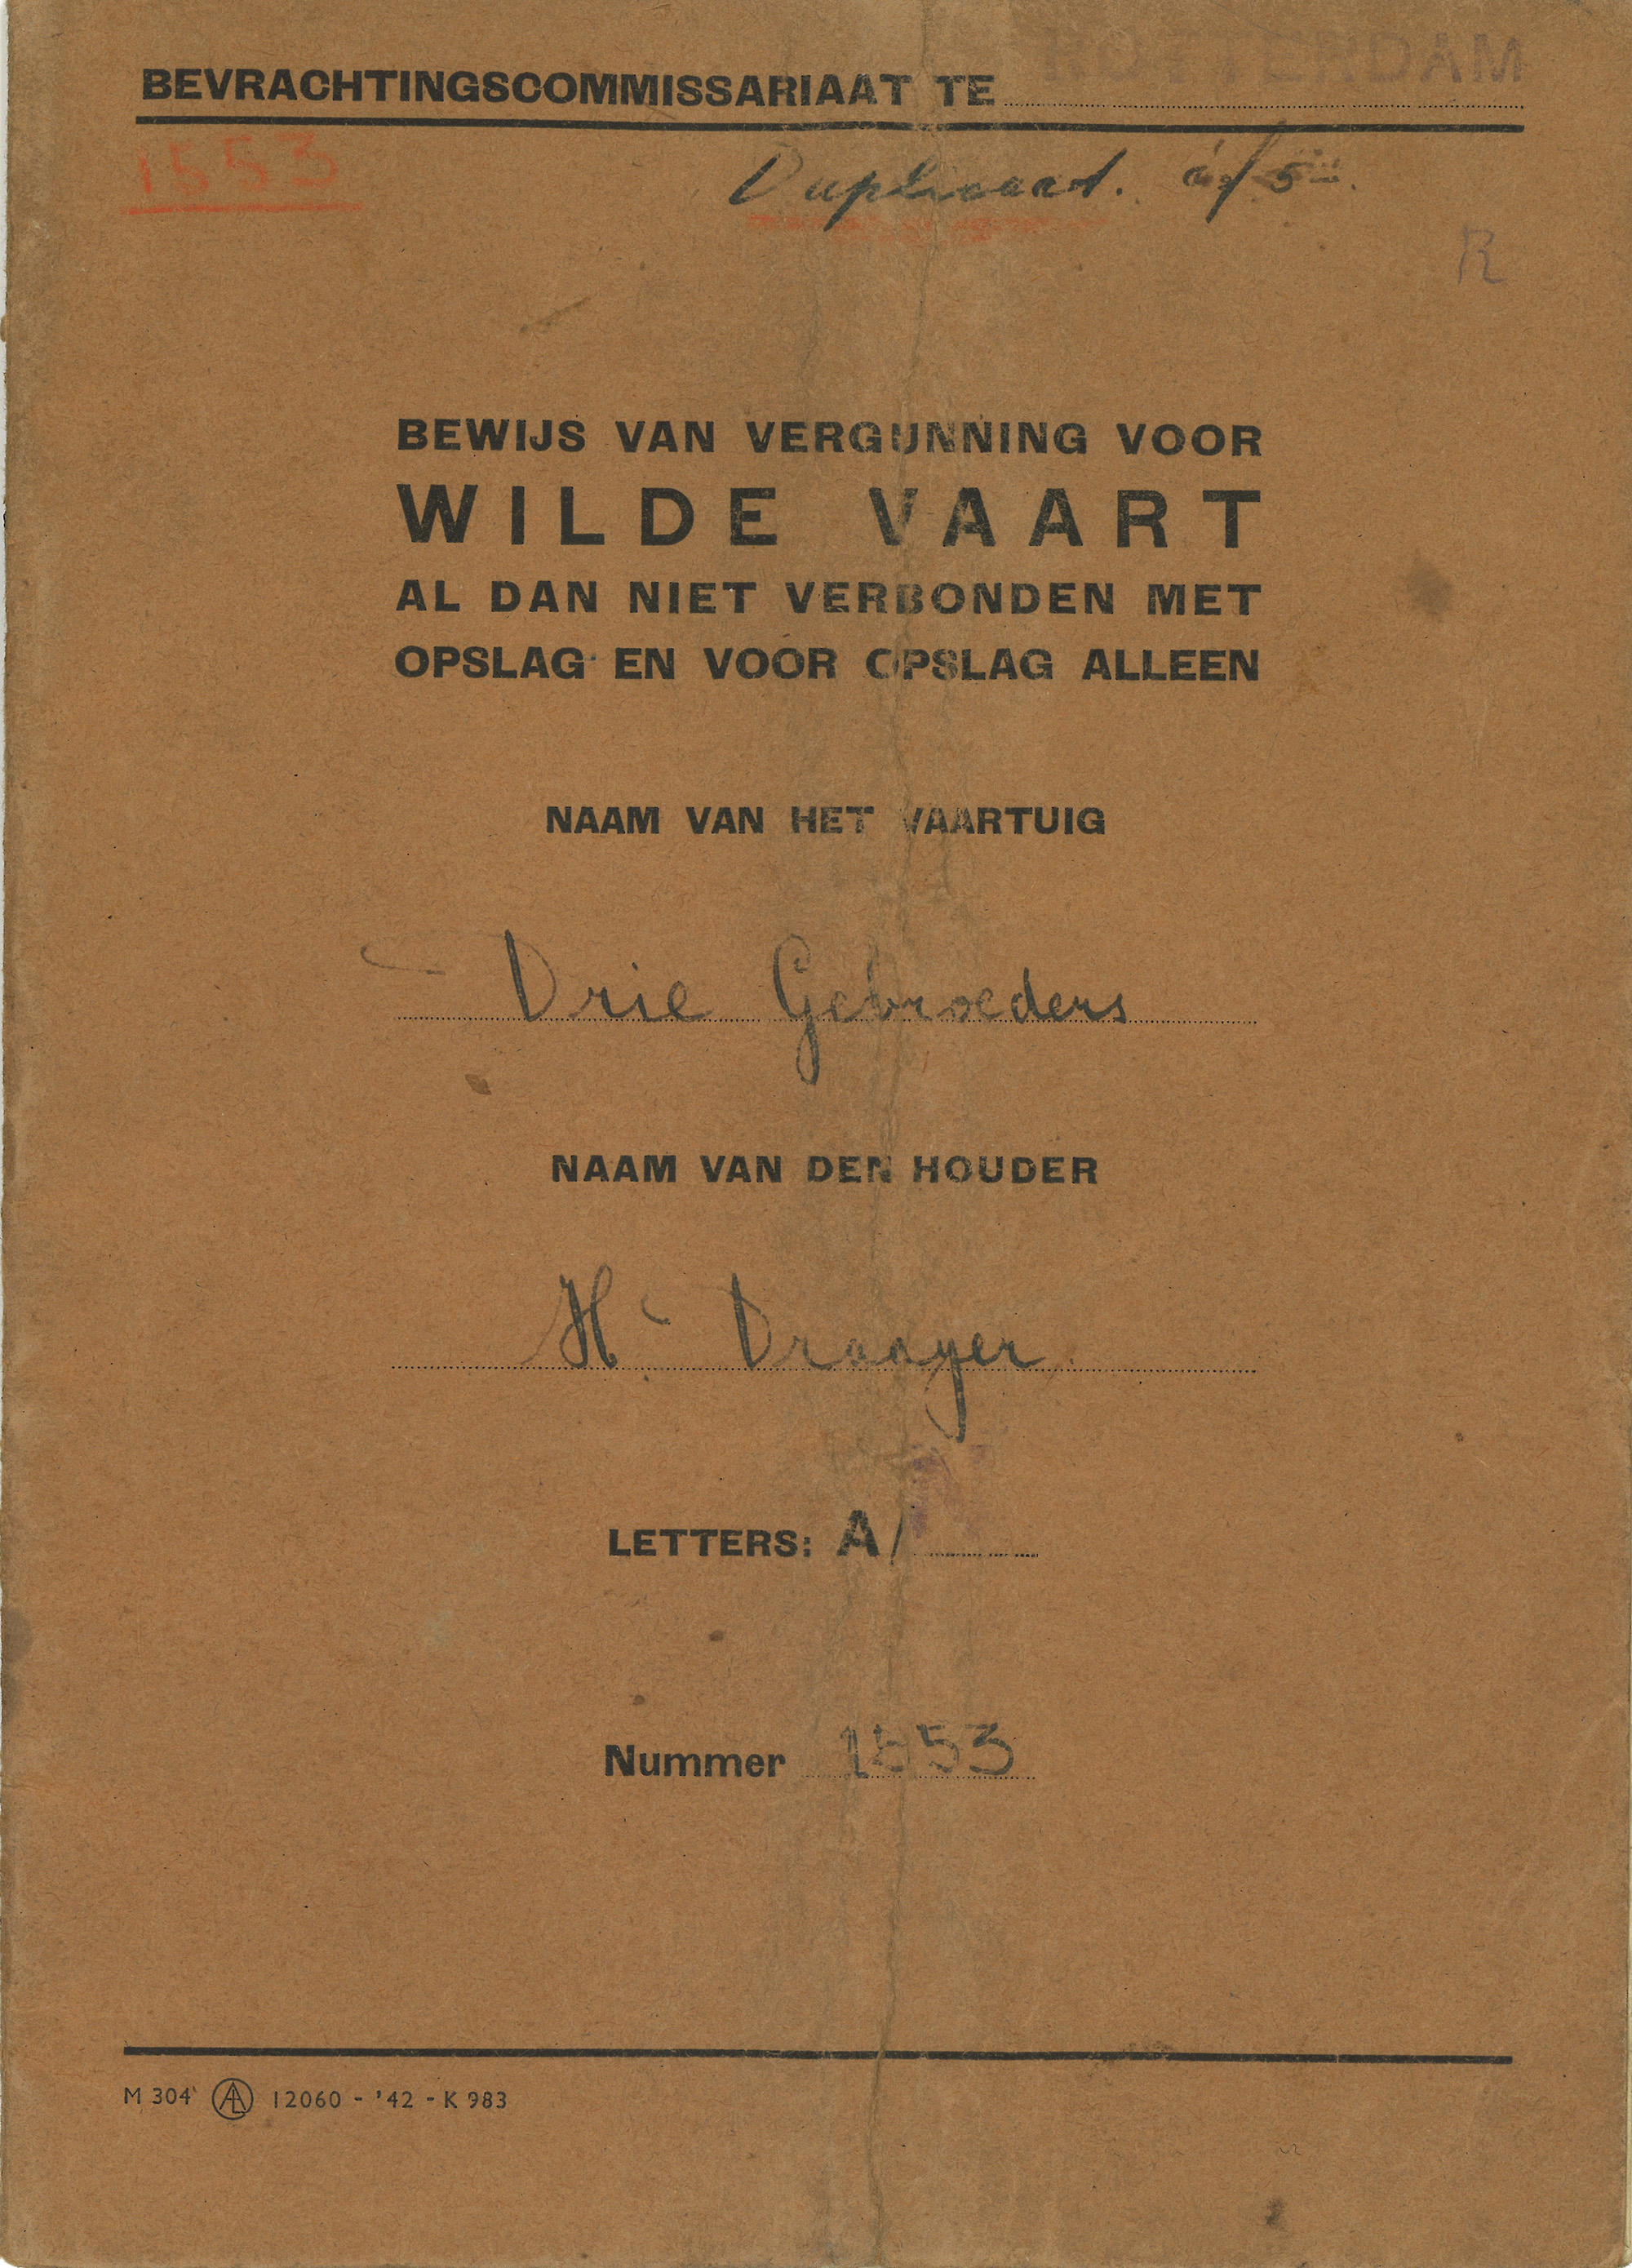 BEVRACHTINGSCOMMISSARIAAT TE ROTTERDAM
1553
Duplicaat. á f 5
R
BEWIJS VAN VERGUNNING VOOR
WILDE VAART
AL DAN NIET VERBONDEN MET
OPSLAG EN VOOR OPSLAG ALLEEN
NAAM VAN HET VAARTUIG
Drie Gebroeders
NAAM VAN DEN HOUDER
H. Draayer.
LETTERS: A/
Nummer 1553
M 304 12060 - '42 - K 983